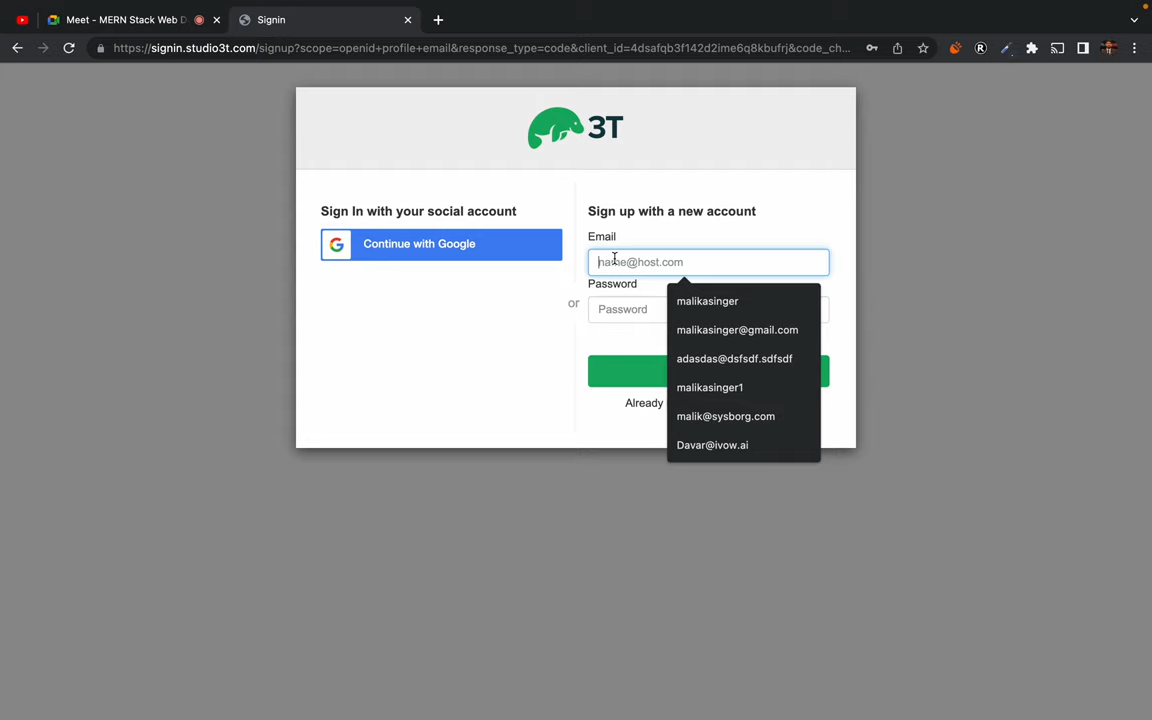 Meet - MERN Stack Web D
Signin
https://signin.studio3t.com/signup?scope=openid+profile+email&response_type=code&client_id=4dsafqb3f142d2ime6q8kbufrj&code_ch...
3T
Sign In with your social account
Continue with Google
or
Sign up with a new account
Email
name@host.com
Password
Password
malikasinger
malikasinger@gmail.com
adasdas@dsfsdf.sdfsdf
malikasinger1
malik@sysborg.com
Davar@ivow.ai
Already